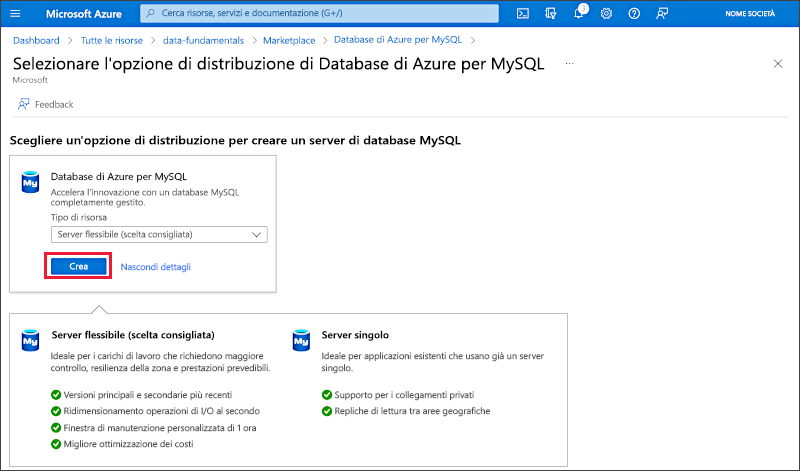 Microsoft Azure
Cerca risorse, servizi e documentazione (G+/)
3
NOME SOCIETÀ
Dashboard > Tutte le risorse > data-fundamentals > Marketplace > Database di Azure per MySQL >
Selezionare l'opzione di distribuzione di Database di Azure per MySQL ...
Microsoft
Feedback
Scegliere un'opzione di distribuzione per creare un server di database MySQL
My
Database di Azure per MySQL
Accelera l'innovazione con un database MySQL
completamente gestito.
Tipo di risorsa
Server flessibile (scelta consigliata)
Crea
Nascondi dettagli
My
Server flessibile (scelta consigliata)
Ideale per i carichi di lavoro che richiedono maggiore
controllo, resilienza della zona e prestazioni prevedibili.
Versioni principali e secondarie più recenti
Ridimensionamento operazioni di I/O al secondo
Finestra di manutenzione personalizzata di 1 ora
Migliore ottimizzazione dei costi
My
Server singolo
Ideale per applicazioni esistenti che usano già un server
singolo.
Supporto per i collegamenti privati
Repliche di lettura tra aree geografiche